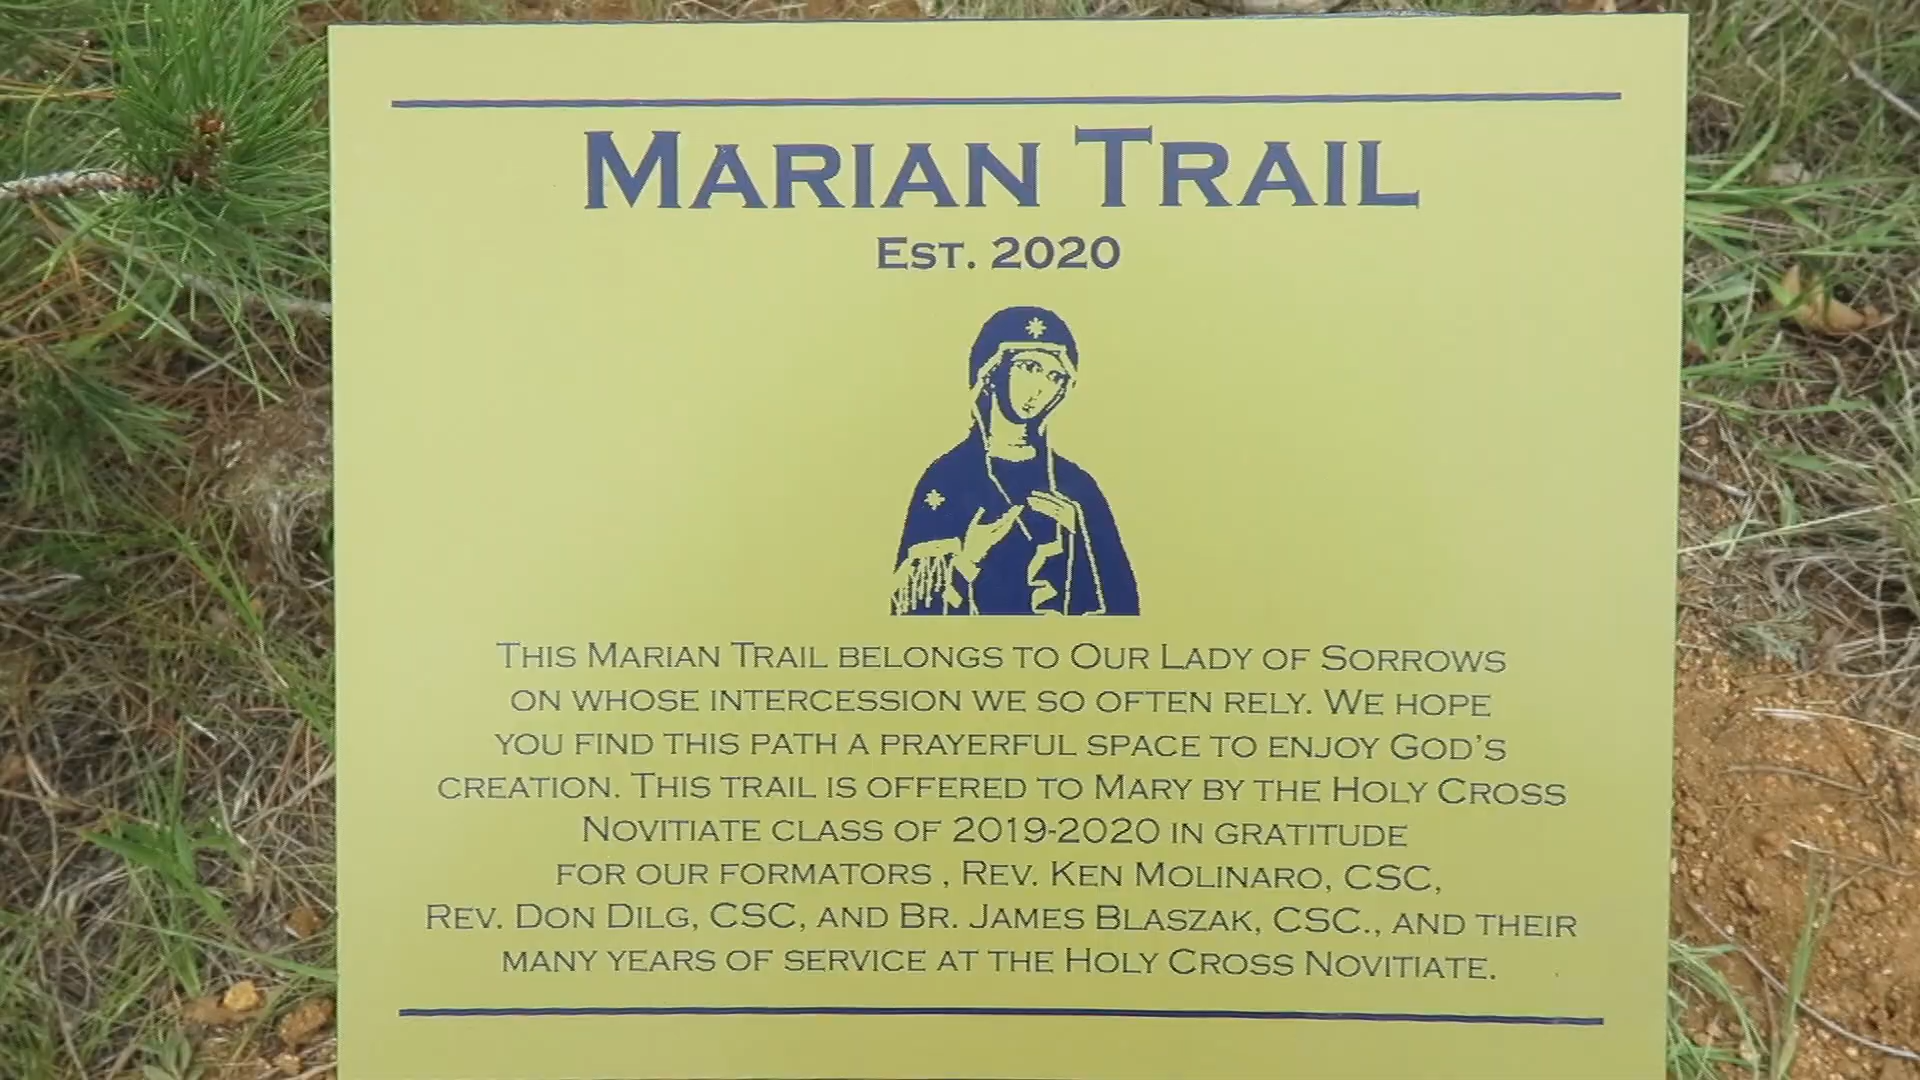 MARIAN TRAIL
EST. 2020
THIS MARIAN TRAIL BELONGS TO OUR LADY OF SORROWS
ON WHOSE INTERCESSION WE SO OFTEN RELY. WE HOPE
YOU FIND THIS PATH A PRAYERFUL SPACE TO ENJOY GOD'S
CREATION. THIS TRAIL IS OFFERED TO MARY BY THE HOLY CROSS
NOVITIATE CLASS OF 2019-2020 IN GRATITUDE
FOR OUR FORMATORS , REV. KEN MOLINARO, CSC,
REV. DON DILG, CSC, AND BR. JAMES BLASZAK, CSC., AND THEIR
MANY YEARS OF SERVICE AT THE HOLY CROSS NOVITIATE.